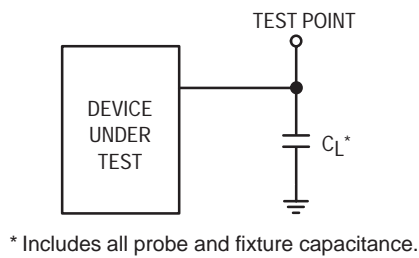 TEST POINT
DEVICE
UNDER
TEST
CL*
* Includes all probe and fixture capacitance.